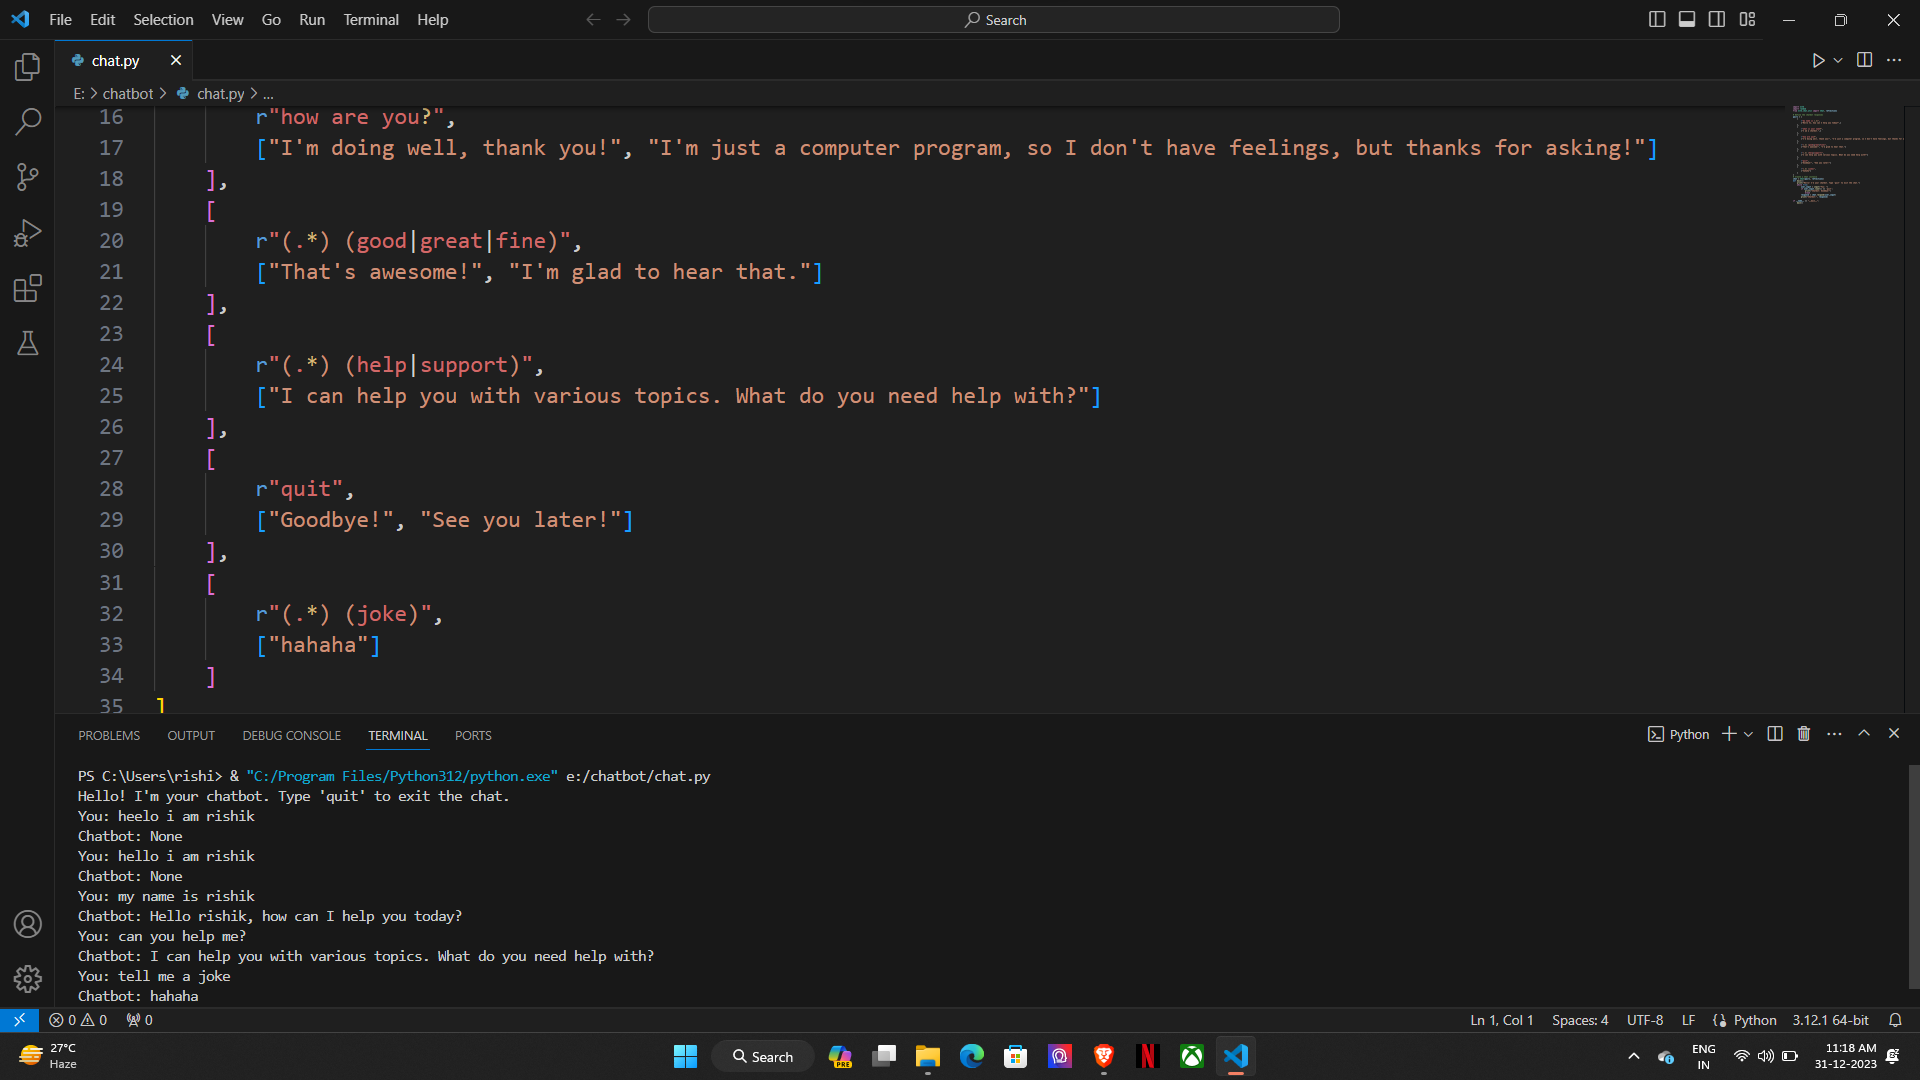 File Edit Selection View Go Run Terminal Help
Search
chat.py
E: > chatbot > chat.py > ...
16 r"how are you?",
17 ["I'm doing well, thank you!", "I'm just a computer program, so I don't have feelings, but thanks for asking!"]
18 ],
19 [
20 r"(.*) (good|great|fine)",
21 ["That's awesome!", "I'm glad to hear that."]
22 ],
23 [
24 r"(.*) (help|support)",
25 ["I can help you with various topics. What do you need help with?"]
26 ],
27 [
28 r"quit",
29 ["Goodbye!", "See you later!"]
30 ],
31 [
32 r"(.*) (joke)",
33 ["hahaha"]
34 ]
35 ]
PROBLEMS OUTPUT DEBUG CONSOLE TERMINAL PORTS
Python
PS C:\Users\rishi> & "C:/Program Files/Python312/python.exe" e:/chatbot/chat.py
Hello! I'm your chatbot. Type 'quit' to exit the chat.
You: heelo i am rishik
Chatbot: None
You: hello i am rishik
Chatbot: None
You: my name is rishik
Chatbot: Hello rishik, how can I help you today?
You: can you help me?
Chatbot: I can help you with various topics. What do you need help with?
You: tell me a joke
Chatbot: hahaha
0 0 0
Ln 1, Col 1 Spaces: 4 UTF-8 LF Python 3.12.1 64-bit
27°C
Haze
Search
PRE
N
ENG
IN
11:18 AM
31-12-2023